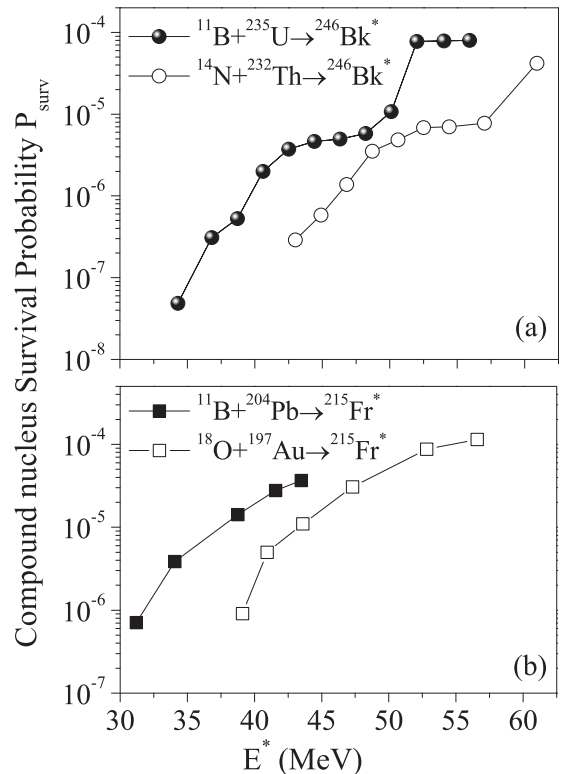 Compound nucleus Survival Probability P_surv
10^-4
10^-5
10^-6
10^-7
10^-8
^11B+^235U→^246Bk^*
^14N+^232Th→^246Bk^*
(a)
10^-4
10^-5
10^-6
10^-7
^11B+^204Pb→^215Fr^*
^18O+^197Au→^215Fr^*
(b)
30 35 40 45 50 55 60
E^* (MeV)